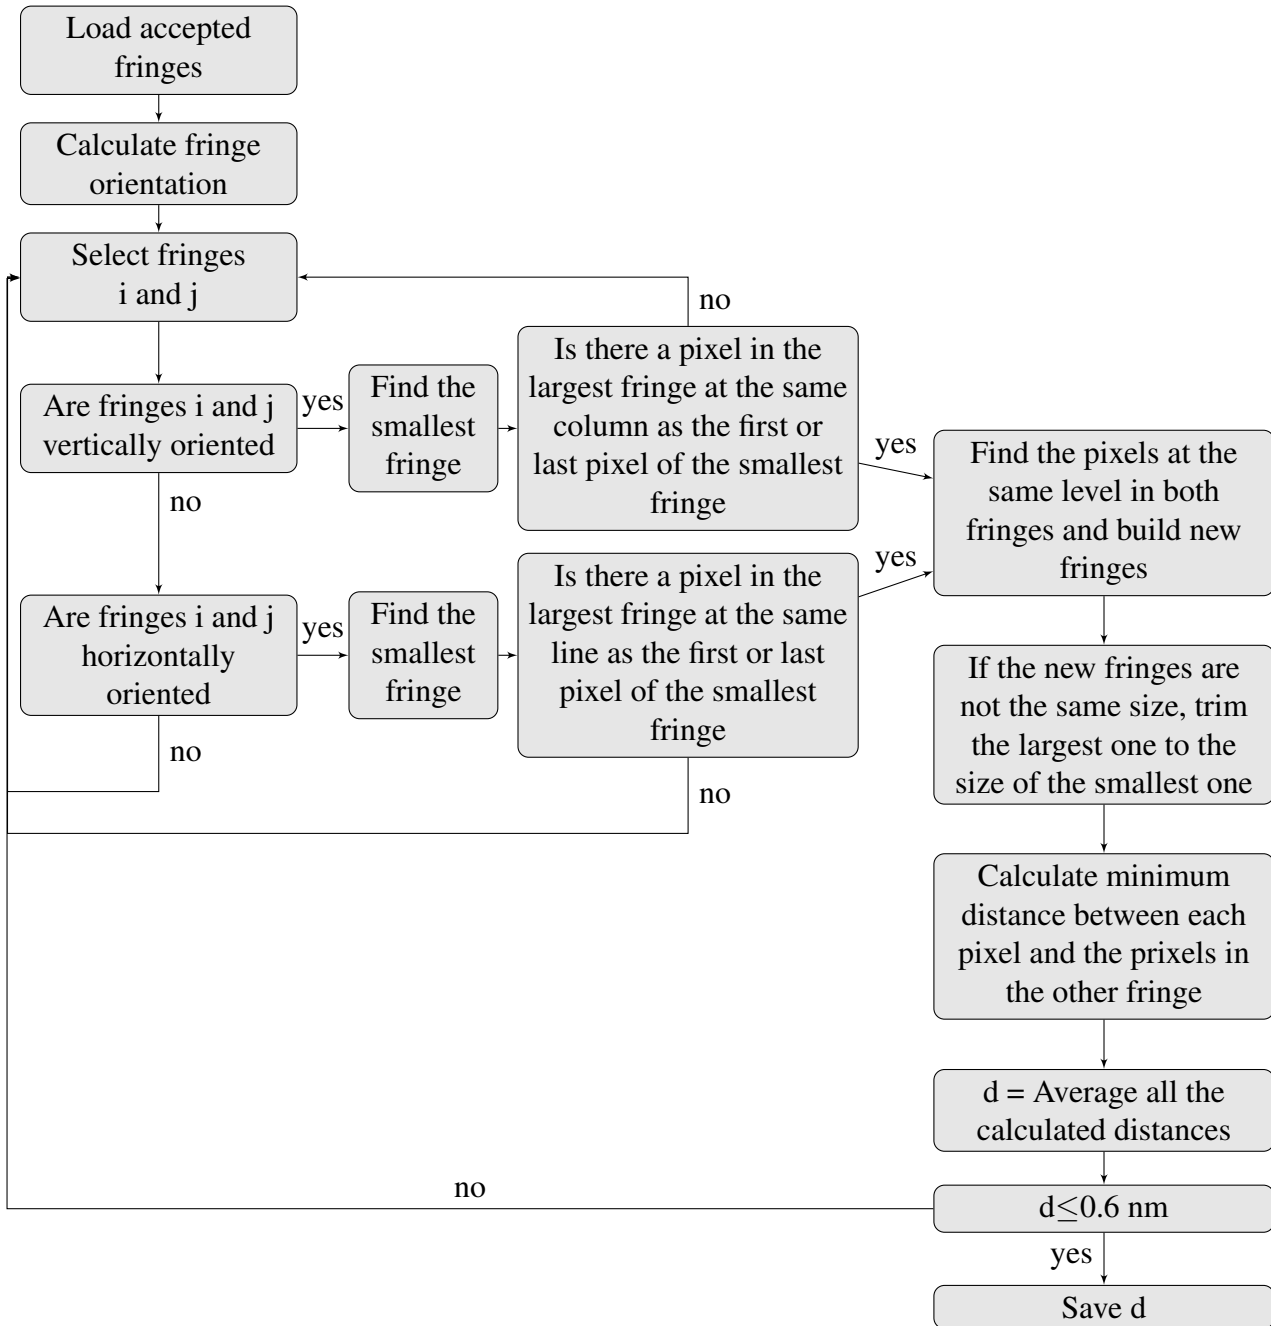 Load accepted
fringes
Calculate fringe
orientation
Select fringes
i and j
no
Are fringes i and j
vertically oriented
yes
Find the
smallest
fringe
Is there a pixel in the
largest fringe at the same
column as the first or
last pixel of the smallest
fringe
yes
Find the pixels at the
same level in both
fringes and build new
fringes
no
Are fringes i and j
horizontally
oriented
yes
Find the
smallest
fringe
Is there a pixel in the
largest fringe at the same
line as the first or last
pixel of the smallest
fringe
yes
If the new fringes are
not the same size, trim
the largest one to the
size of the smallest one
no
no
Calculate minimum
distance between each
pixel and the prixels in
the other fringe
d = Average all the
calculated distances
no
d≤0.6 nm
yes
Save d